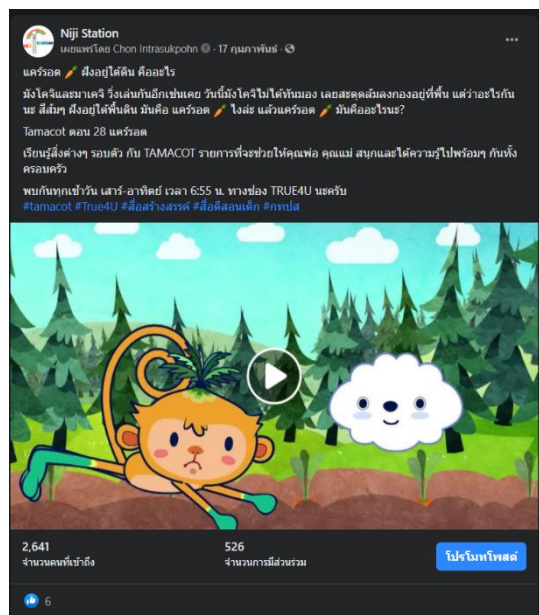 Niji Station
เผยแพร่โดย Chon Intrasukpohn · 17 กุมภาพันธ์ ·
แคร์รอต 🥕 ฝังอยู่ใต้ดิน คืออะไร
มังโคจิและมาเคจิ วิ่งเล่นกันอีกเช่นเคย วันนี้มังโคจิไม่ได้ทันมอง เลยสะดุดล้มลงกองอยู่ที่พื้น แต่ว่าอะไรกัน
นะ สีส้มๆ ฝังอยู่ใต้พื้นดิน มันคือ แคร์รอต 🥕 ไงล่ะ แล้วแคร์รอต 🥕 มันคืออะไรนะ?
Tamacot ตอน 28 แคร์รอต
เรียนรู้สิ่งต่างๆ รอบตัว กับ TAMACOT รายการที่จะช่วยให้คุณพ่อ คุณแม่ สนุกและได้ความรู้ไปพร้อมๆ กันทั้ง
ครอบครัว
พบกันทุกเช้าวัน เสาร์-อาทิตย์ เวลา 6:55 น. ทางช่อง TRUE4U นะครับ
#tamacot #True4U #สื่อสร้างสรรค์ #สื่อดีสอนเด็ก #กทปส
2,641
จำนวนคนที่เข้าถึง
526
จำนวนการมีส่วนร่วม
โปรโมทโพสต์
6